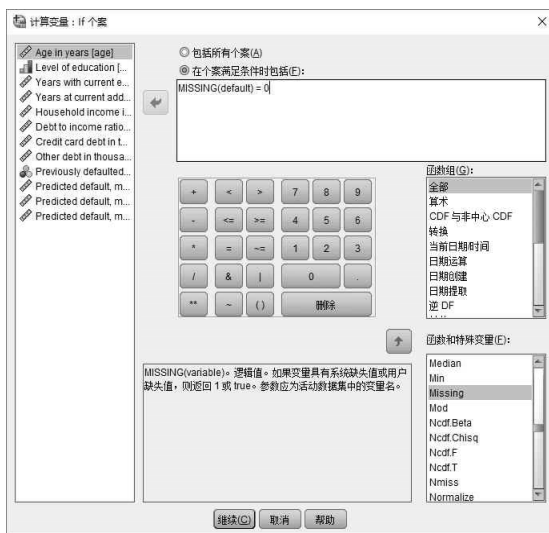 计算变量：If 个案
Age in years [age]
Level of education [...
Years with current e...
Years at current add...
Household income i...
Debt to income ratio...
Credit card debt in t...
Other debt in thousa...
Previously defaulted...
Predicted default, m...
Predicted default, m...
Predicted default, m...
包括所有个案(A)
在个案满足条件时包括(F):
MISSING(default) = 0
+ < > 7 8 9
- <= >= 4 5 6
* = ~= 1 2 3
/ & | 0 .
** ~ ( ) 删除
函数组(G):
全部
算术
CDF 与非中心 CDF
转换
当前日期/时间
日期运算
日期创建
日期提取
逆 DF
函数和特殊变量(F):
Median
Min
Missing
Mod
Ncdf.Beta
Ncdf.Chisq
Ncdf.F
Ncdf.T
Nmiss
Normalize
MISSING(variable)。逻辑值。如果变量具有系统缺失值或用户
缺失值，则返回 1 或 true。参数应为活动数据集中的变量名。
继续(C) 取消 帮助